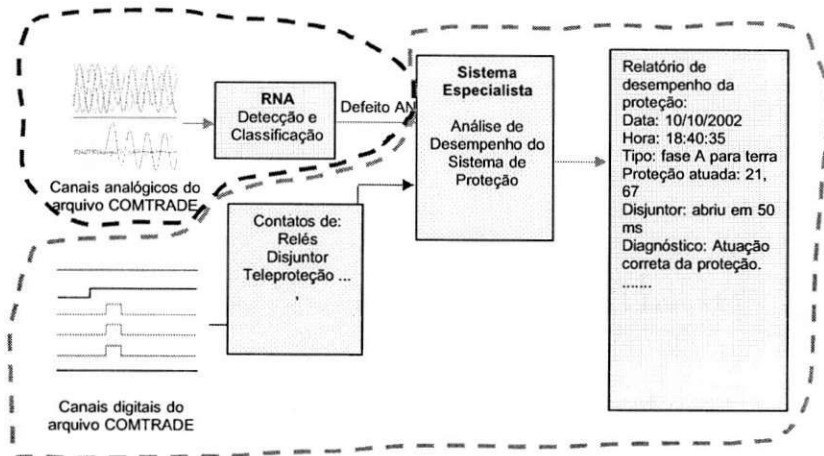 Canais analógicos do
arquivo COMTRADE
RNA
Detecção e
Classificação
Defeito AN
Sistema
Especialista
Análise de
Desempenho do
Sistema de
Proteção
Relatório de
desempenho da
proteção:
Data: 10/10/2002
Hora: 18:40:35
Tipo: fase A para terra
Proteção atuada: 21,
67
Disjuntor: abriu em 50
ms
Diagnóstico: Atuação
correta da proteção.
.......
Contatos de:
Relés
Disjuntor
Teleproteção ...
,
Canais digitais do
arquivo COMTRADE